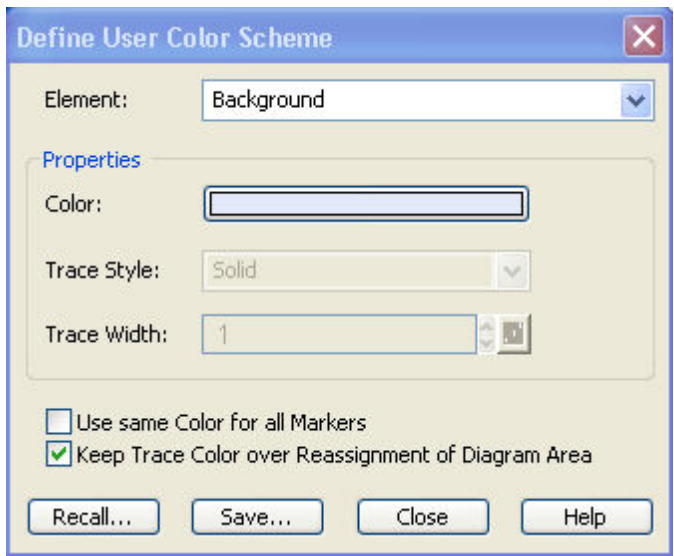 Define User Color Scheme
Element: Background
Properties
Color:
Trace Style: Solid
Trace Width: 1
Use same Color for all Markers
Keep Trace Color over Reassignment of Diagram Area
Recall... Save... Close Help